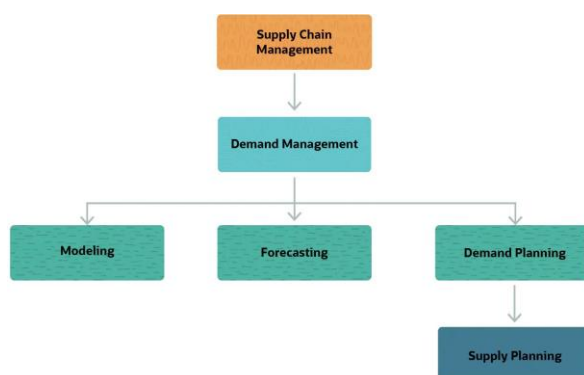 Supply Chain
Management
Demand Management
Modeling
Forecasting
Demand Planning
Supply Planning